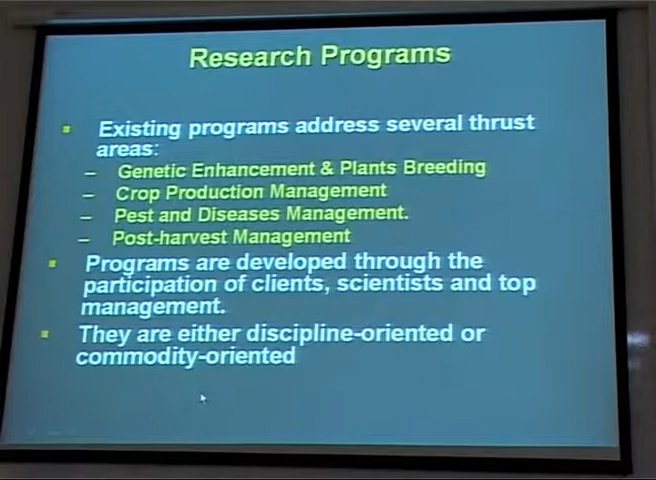 Research Programs
Existing programs address several thrust
areas:
– Genetic Enhancement & Plants Breeding
– Crop Production Management
– Pest and Diseases Management.
– Post-harvest Management
Programs are developed through the
participation of clients, scientists and top
management.
They are either discipline-oriented or
commodity-oriented